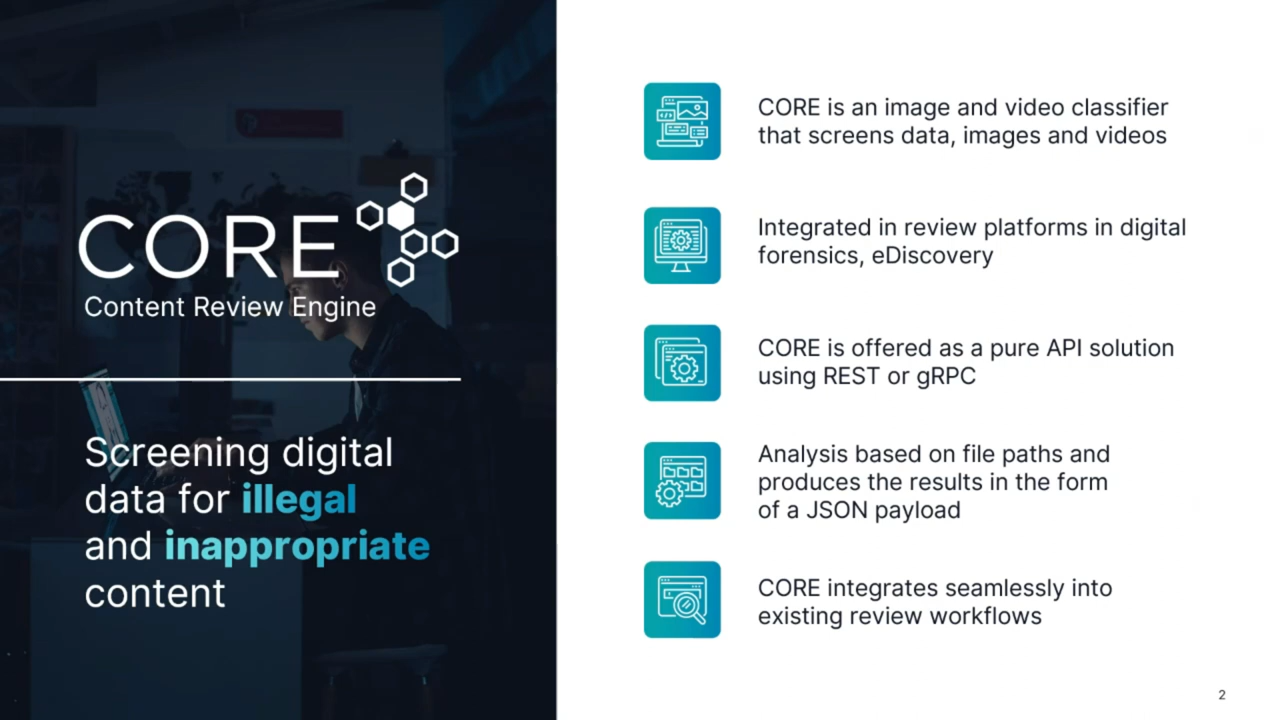 CORE
Content Review Engine
Screening digital
data for illegal
and inappropriate
content
CORE is an image and video classifier
that screens data, images and videos
Integrated in review platforms in digital
forensics, eDiscovery
CORE is offered as a pure API solution
using REST or gRPC
Analysis based on file paths and
produces the results in the form
of a JSON payload
CORE integrates seamlessly into
existing review workflows
2